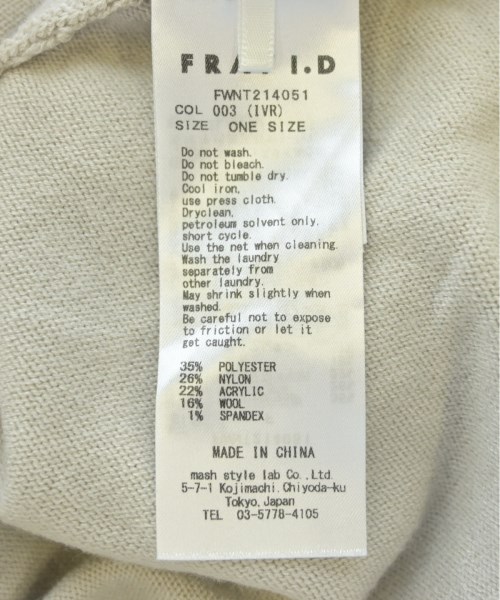 FRA I.D
FWNT214051
COL 003 (IVR)
SIZE ONE SIZE
Do not wash.
Do not bleach.
Do not tumble dry.
Cool iron,
use press cloth.
Dryclean,
petroleum solvent only.
short cycle.
Use the net when cleaning.
Wash the laundry
separately from
other laundry.
May shrink slightly when
washed.
Be careful not to expose
to friction or let it
get caught.
35% POLYESTER
26% NYLON
22% ACRYLIC
16% WOOL
1% SPANDEX
MADE IN CHINA
mash style lab Co.,Ltd.
5-7-1 Kojimachi,Chiyoda-ku
Tokyo,Japan
TEL 03-5778-4105